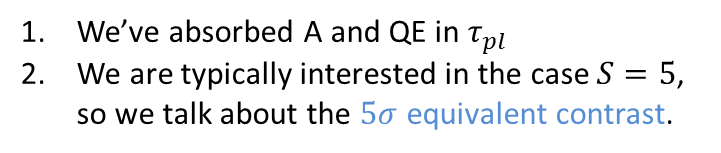 1. We’ve absorbed A and QE in τ_pl
2. We are typically interested in the case S = 5,
so we talk about the 5σ equivalent contrast.